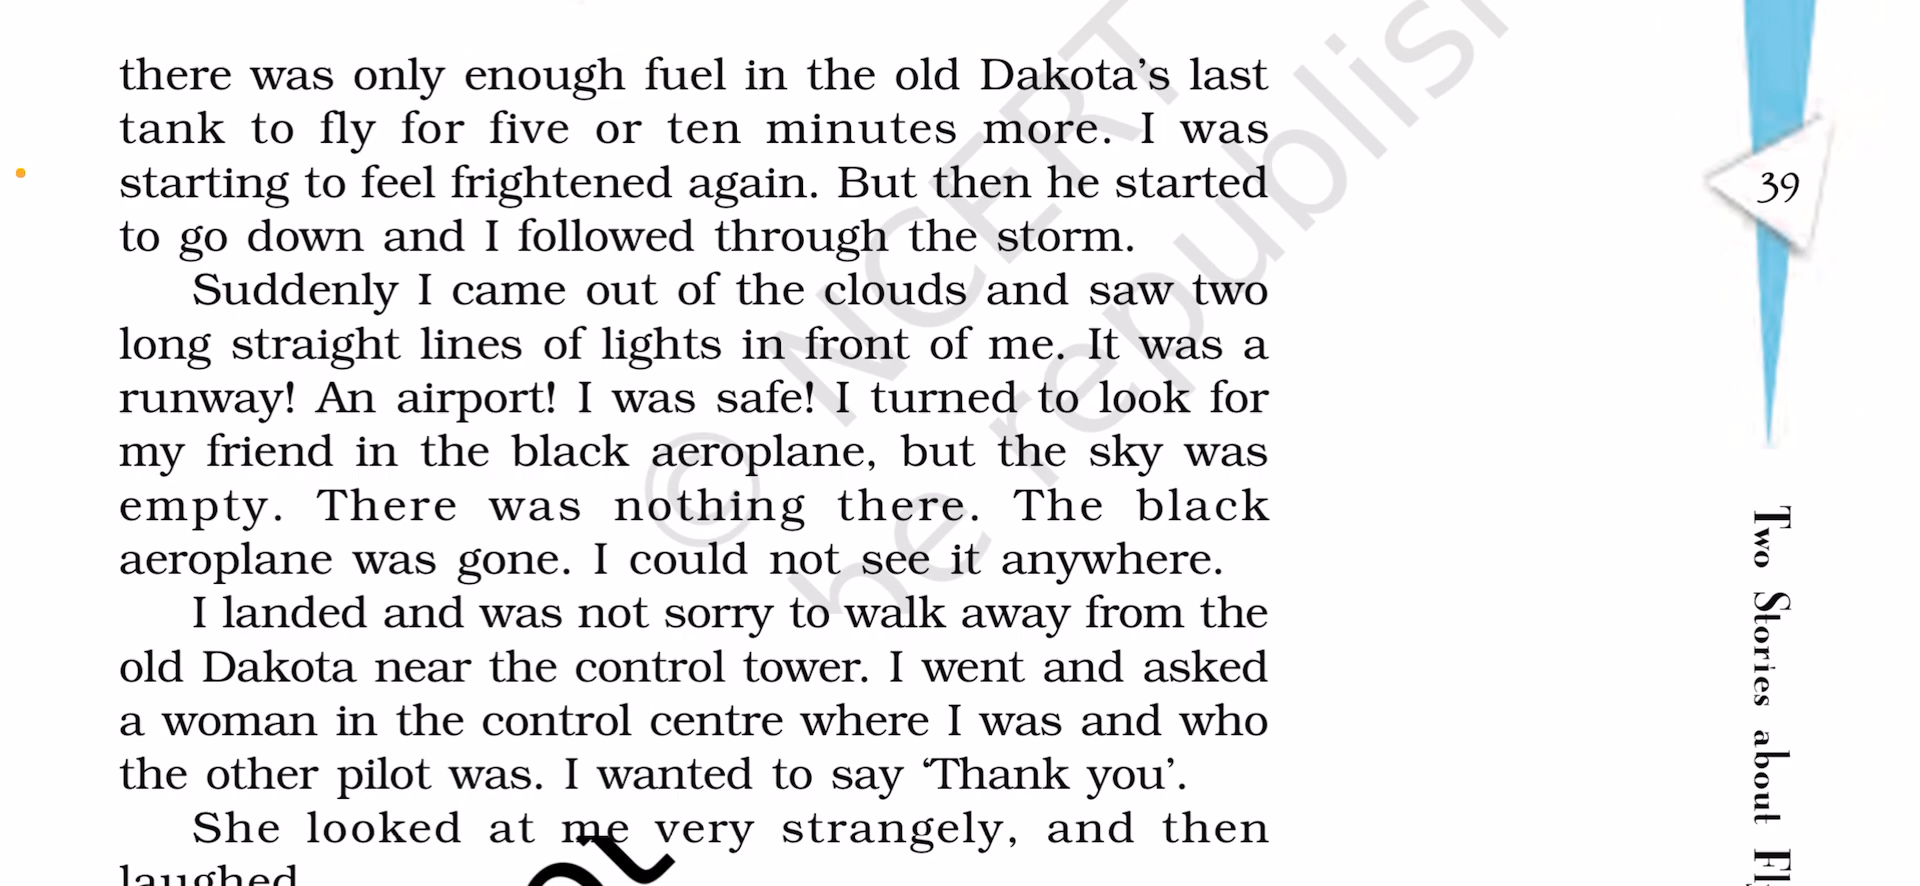 there was only enough fuel in the old Dakota’s last
tank to fly for five or ten minutes more. I was
starting to feel frightened again. But then he started
to go down and I followed through the storm.
Suddenly I came out of the clouds and saw two
long straight lines of lights in front of me. It was a
runway! An airport! I was safe! I turned to look for
my friend in the black aeroplane, but the sky was
empty. There was nothing there. The black
aeroplane was gone. I could not see it anywhere.
I landed and was not sorry to walk away from the
old Dakota near the control tower. I went and asked
a woman in the control centre where I was and who
the other pilot was. I wanted to say ‘Thank you’.
She looked at me very strangely, and then
laughed.
39
Two Stories about
© NCERT
be republis